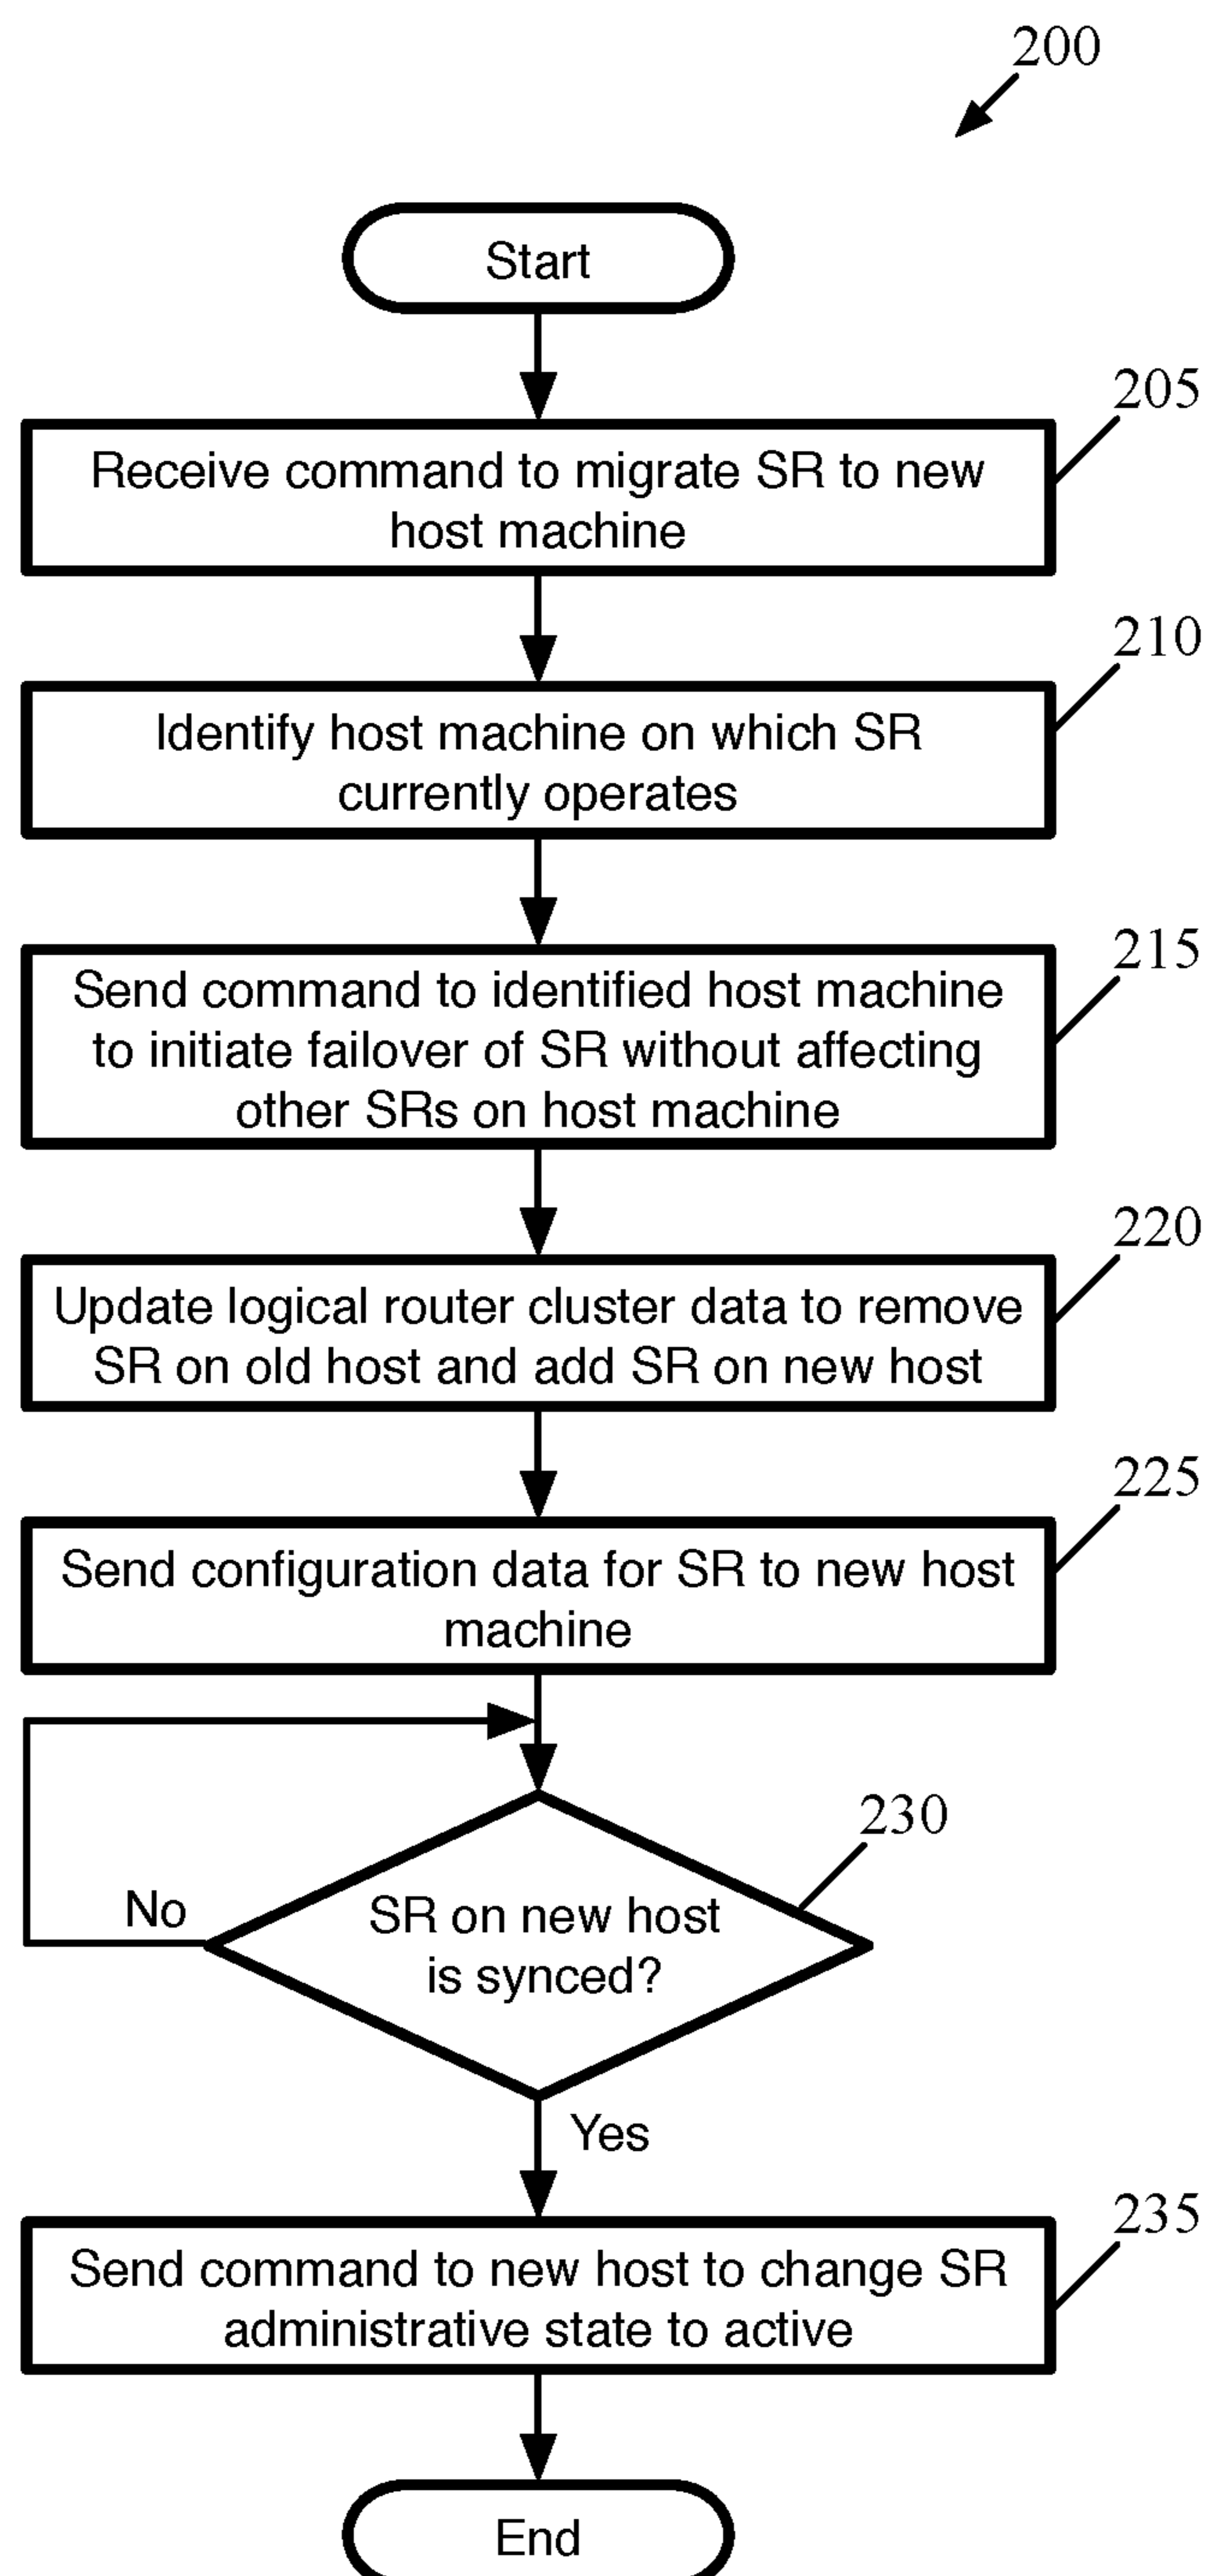 200
Start
205
Receive command to migrate SR to new
host machine
210
Identify host machine on which SR
currently operates
215
Send command to identified host machine
to initiate failover of SR without affecting
other SRs on host machine
220
Update logical router cluster data to remove
SR on old host and add SR on new host
225
Send configuration data for SR to new host
machine
230
SR on new host
is synced?
No
Yes
235
Send command to new host to change SR
administrative state to active
End